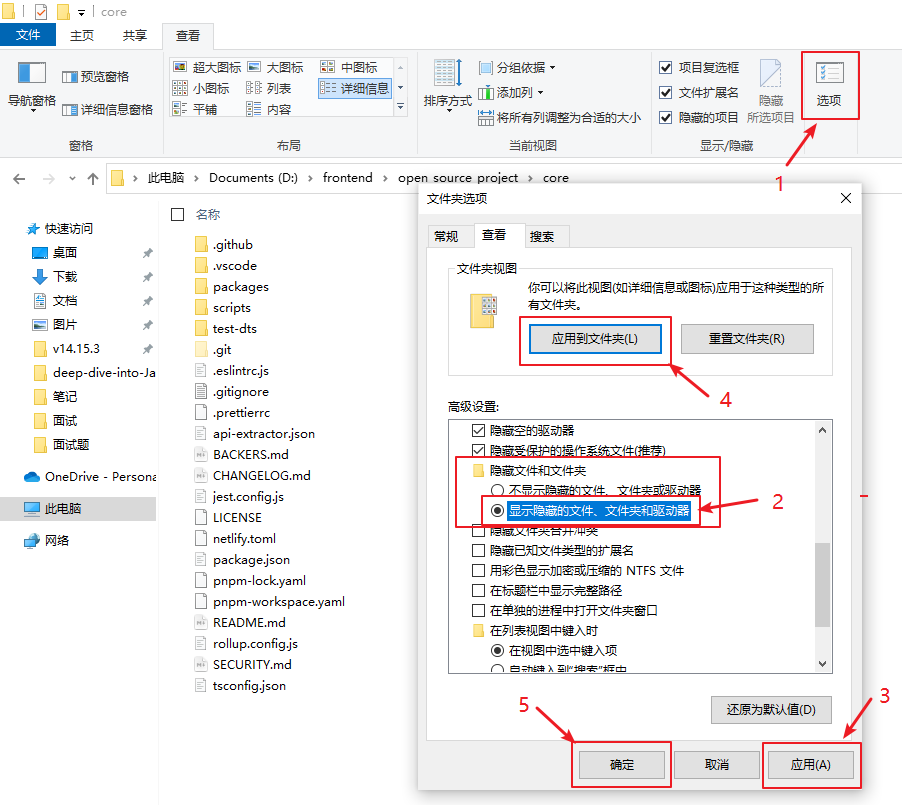 core
文件
主页
共享
查看
导航窗格
预览窗格
详细信息窗格
窗格
超大图标
大图标
中图标
小图标
列表
详细信息
平铺
内容
布局
排序方式
分组依据
添加列
将所有列调整为合适的大小
当前视图
项目复选框
文件扩展名
隐藏的项目
隐藏
所选项目
显示/隐藏
选项
1
此电脑 › Documents (D:) › frontend › open source project › core
快速访问
桌面
下载
文档
图片
v14.15.3
deep-dive-into-Ja
笔记
面试
面试题
OneDrive - Persona
此电脑
网络
名称
.github
.vscode
packages
scripts
test-dts
.git
.eslintrc.js
.gitignore
.prettierrc
api-extractor.json
BACKERS.md
CHANGELOG.md
jest.config.js
LICENSE
netlify.toml
package.json
pnpm-lock.yaml
pnpm-workspace.yaml
README.md
rollup.config.js
SECURITY.md
tsconfig.json
文件夹选项
常规
查看
搜索
文件夹视图
你可以将此视图(如详细信息或图标)应用于这种类型的所
有文件夹。
应用到文件夹(L)
重置文件夹(R)
4
高级设置:
隐藏空的驱动器
隐藏受保护的操作系统文件(推荐)
隐藏文件和文件夹
不显示隐藏的文件、文件夹或驱动器
显示隐藏的文件、文件夹和驱动器
2
隐藏文件夹合并冲突
隐藏已知文件类型的扩展名
用彩色显示加密或压缩的 NTFS 文件
在标题栏中显示完整路径
在单独的进程中打开文件夹窗口
在列表视图中键入时
在视图中选中键入项
自动键入到"搜索"框中
还原为默认值(D)
5
3
确定
取消
应用(A)